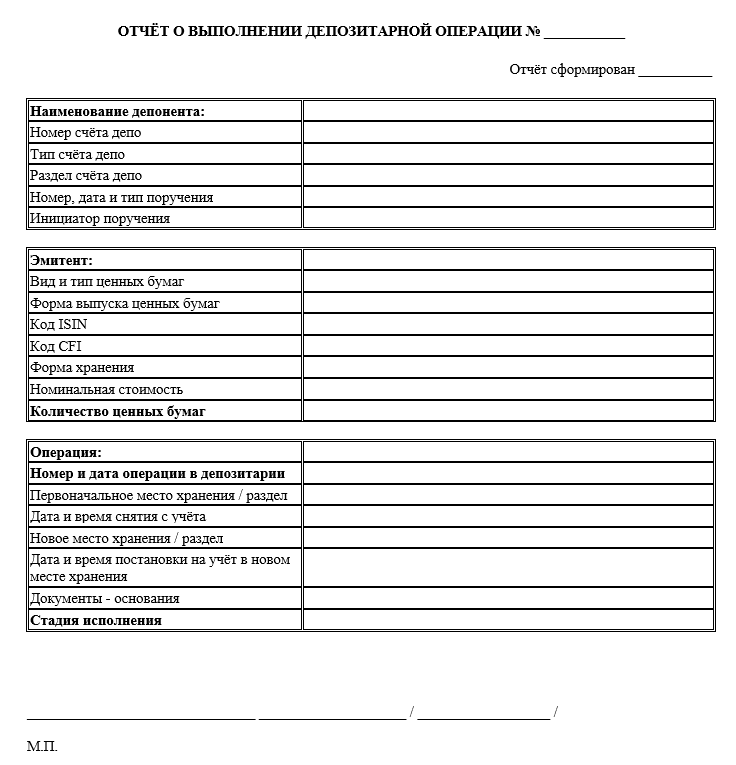 ОТЧЁТ О ВЫПОЛНЕНИИ ДЕПОЗИТАРНОЙ ОПЕРАЦИИ № ___________
Отчёт сформирован __________
Наименование депонента:
Номер счёта депо
Тип счёта депо
Раздел счёта депо
Номер, дата и тип поручения
Инициатор поручения
Эмитент:
Вид и тип ценных бумаг
Форма выпуска ценных бумаг
Код ISIN
Код CFI
Форма хранения
Номинальная стоимость
Количество ценных бумаг
Операция:
Номер и дата операции в депозитарии
Первоначальное место хранения / раздел
Дата и время снятия с учёта
Новое место хранения / раздел
Дата и время постановки на учёт в новом
месте хранения
Документы - основания
Стадия исполнения
_______________________________ ____________________ / __________________ /
М.П.